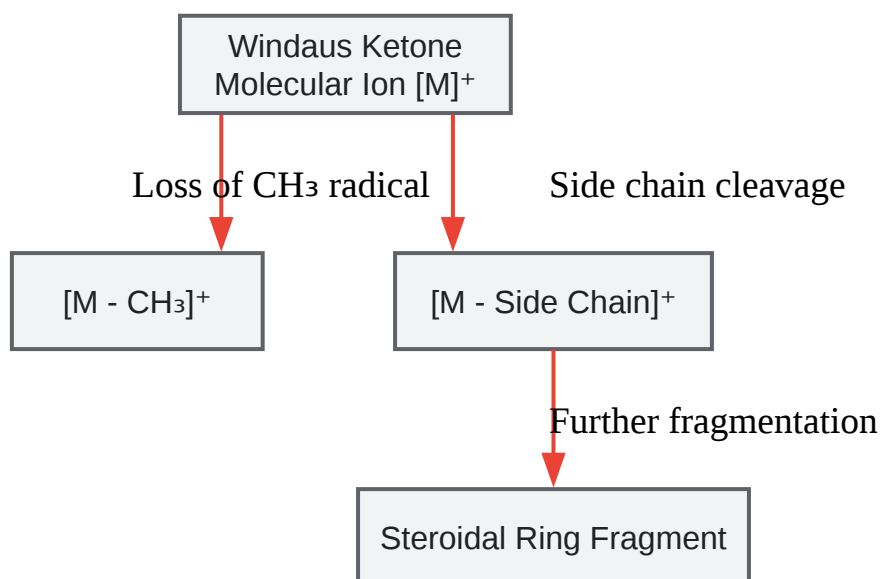 Windaus Ketone
Molecular Ion [M]⁺
Loss of CH₃ radical
Side chain cleavage
[M - CH₃]⁺
[M - Side Chain]⁺
Further fragmentation
Steroidal Ring Fragment